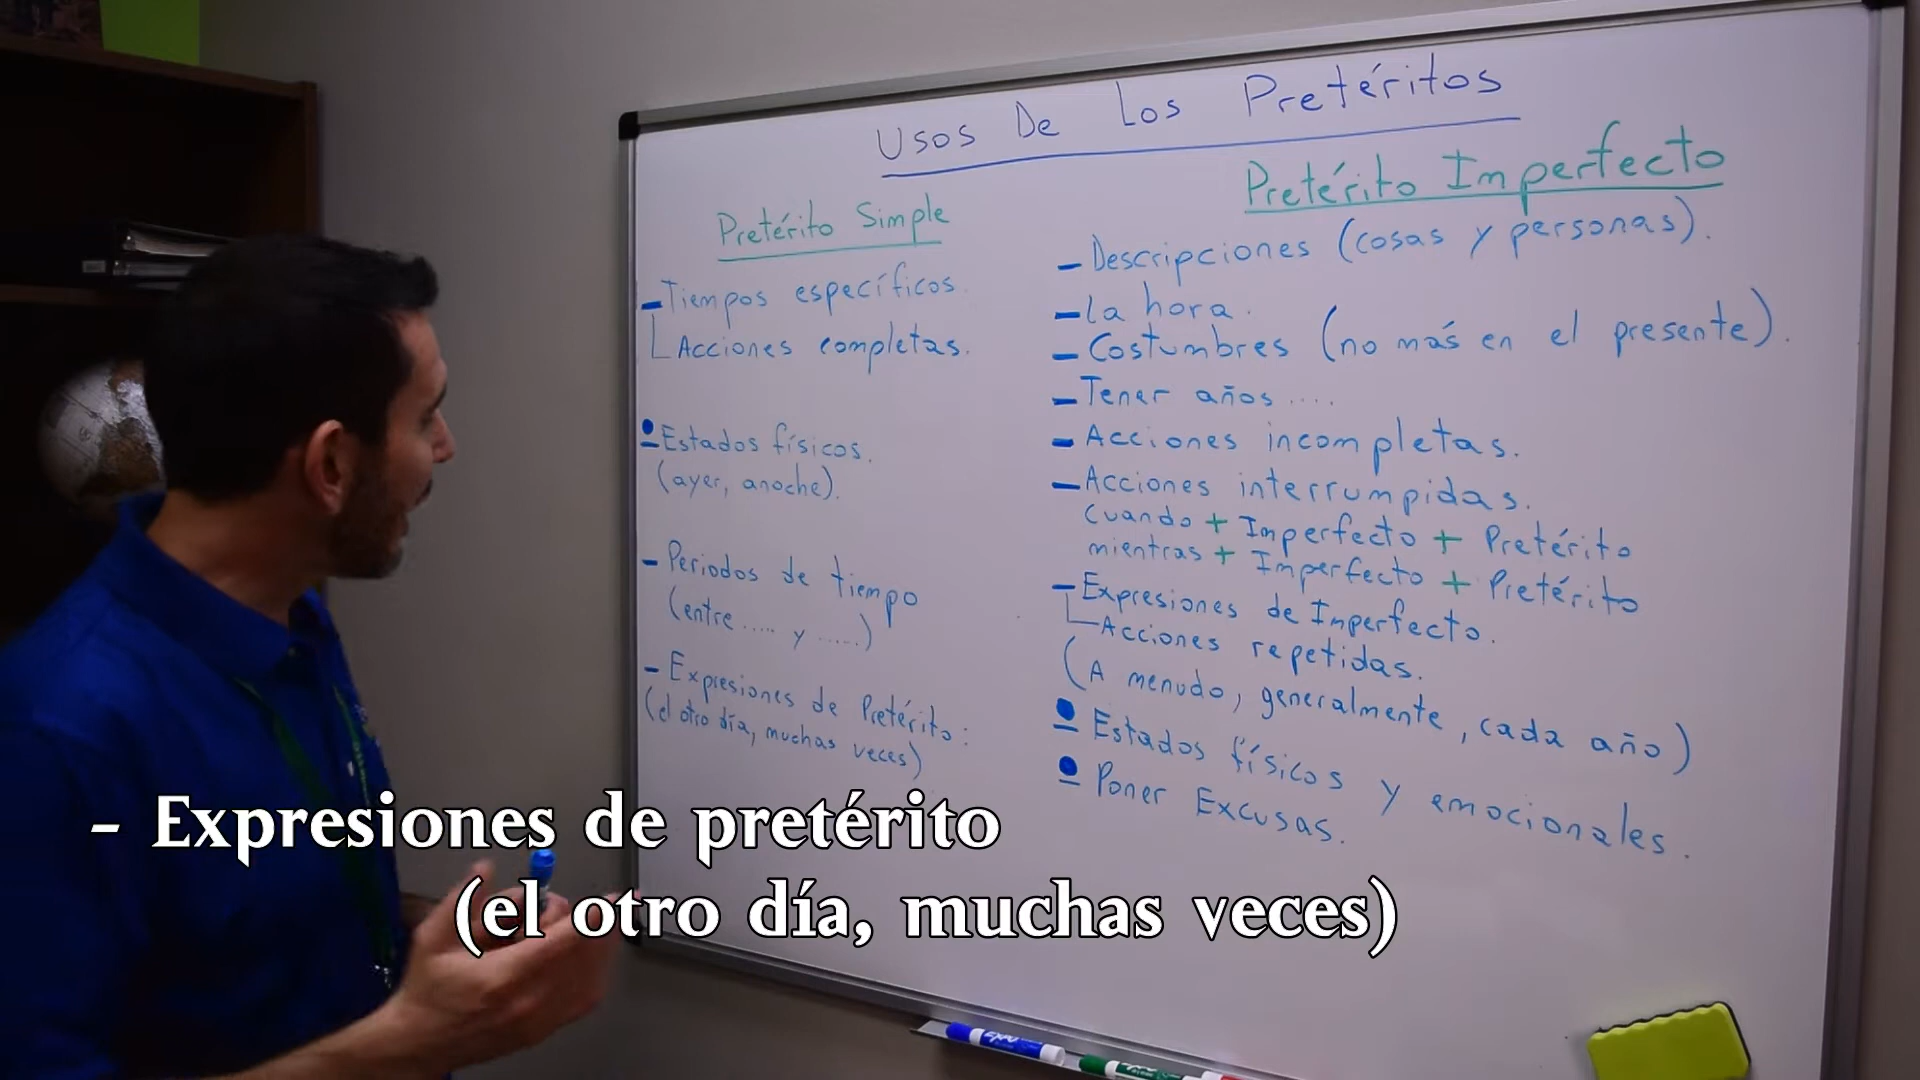 Usos De Los Pretéritos
Pretérito Simple
- Tiempos específicos.
Acciones completas.
- Estados físicos.
(ayer, anoche).
- Periodos de tiempo
(entre ..... y ......)
- Expresiones de Pretérito:
(el otro día, muchas veces)
Pretérito Imperfecto
- Descripciones (cosas y personas).
- La hora.
- Costumbres (no más en el presente).
- Tener años ....
- Acciones incompletas.
- Acciones interrumpidas.
Cuando + Imperfecto + Pretérito
mientras + Imperfecto + Pretérito
- Expresiones de Imperfecto.
Acciones repetidas.
(A menudo, generalmente, cada año)
Estados físicos y emocionales.
Poner Excusas.
- Expresiones de pretérito
(el otro día, muchas veces)
EXPO